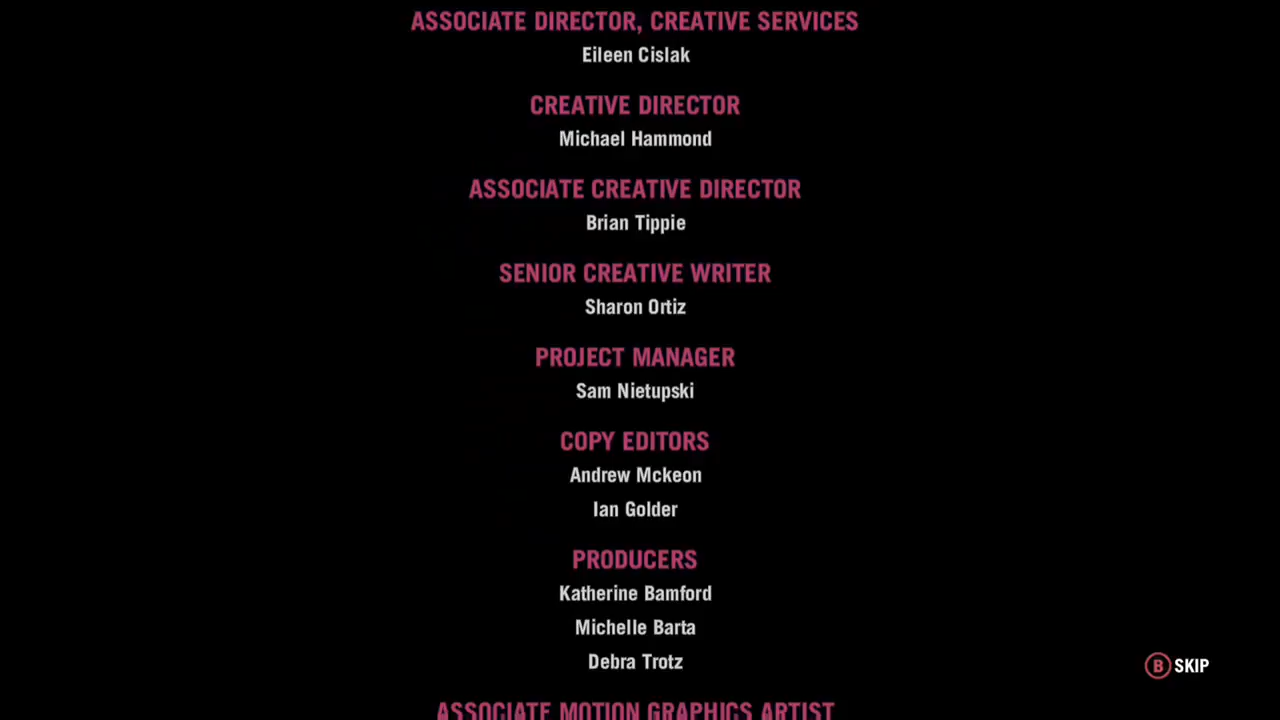 ASSOCIATE DIRECTOR, CREATIVE SERVICES
Eileen Cislak
CREATIVE DIRECTOR
Michael Hammond
ASSOCIATE CREATIVE DIRECTOR
Brian Tippie
SENIOR CREATIVE WRITER
Sharon Ortiz
PROJECT MANAGER
Sam Nietupski
COPY EDITORS
Andrew Mckeon
Ian Golder
PRODUCERS
Katherine Bamford
Michelle Barta
Debra Trotz
B SKIP
ASSOCIATE MOTION GRAPHICS ARTIST